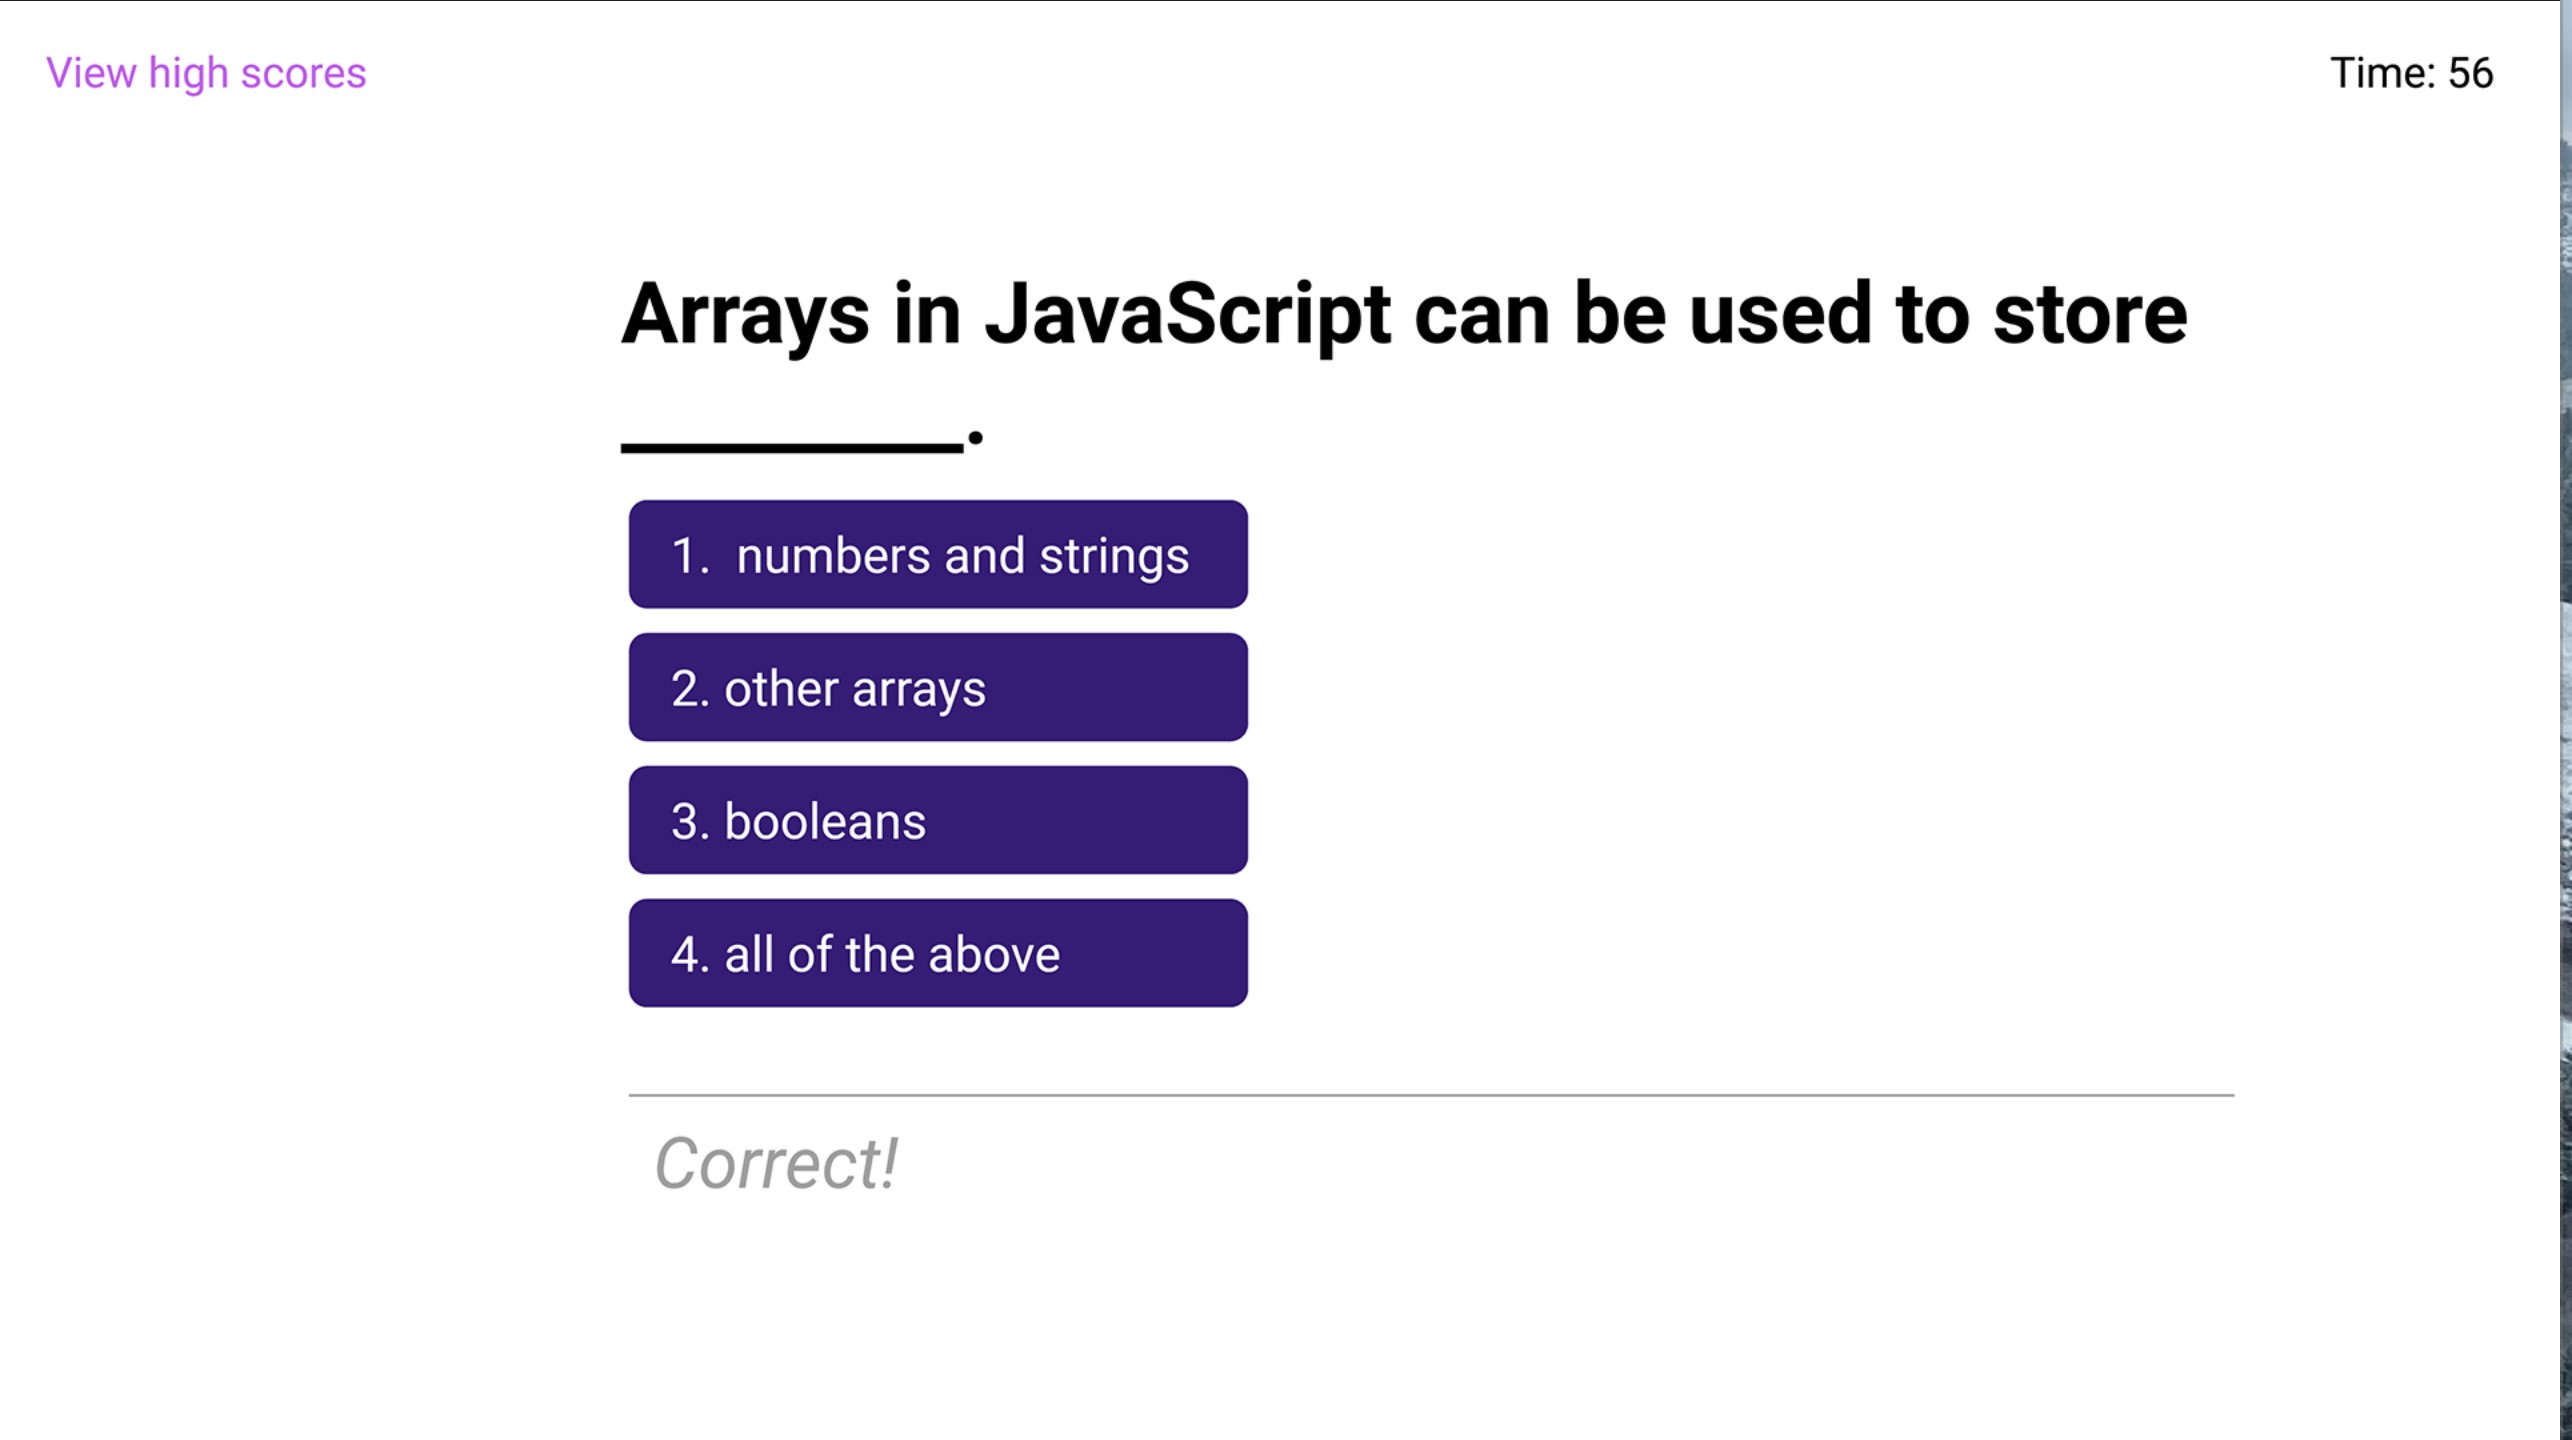 View high scores
Time: 56
Arrays in JavaScript can be used to store
________.
1. numbers and strings
2. other arrays
3. booleans
4. all of the above
Correct!